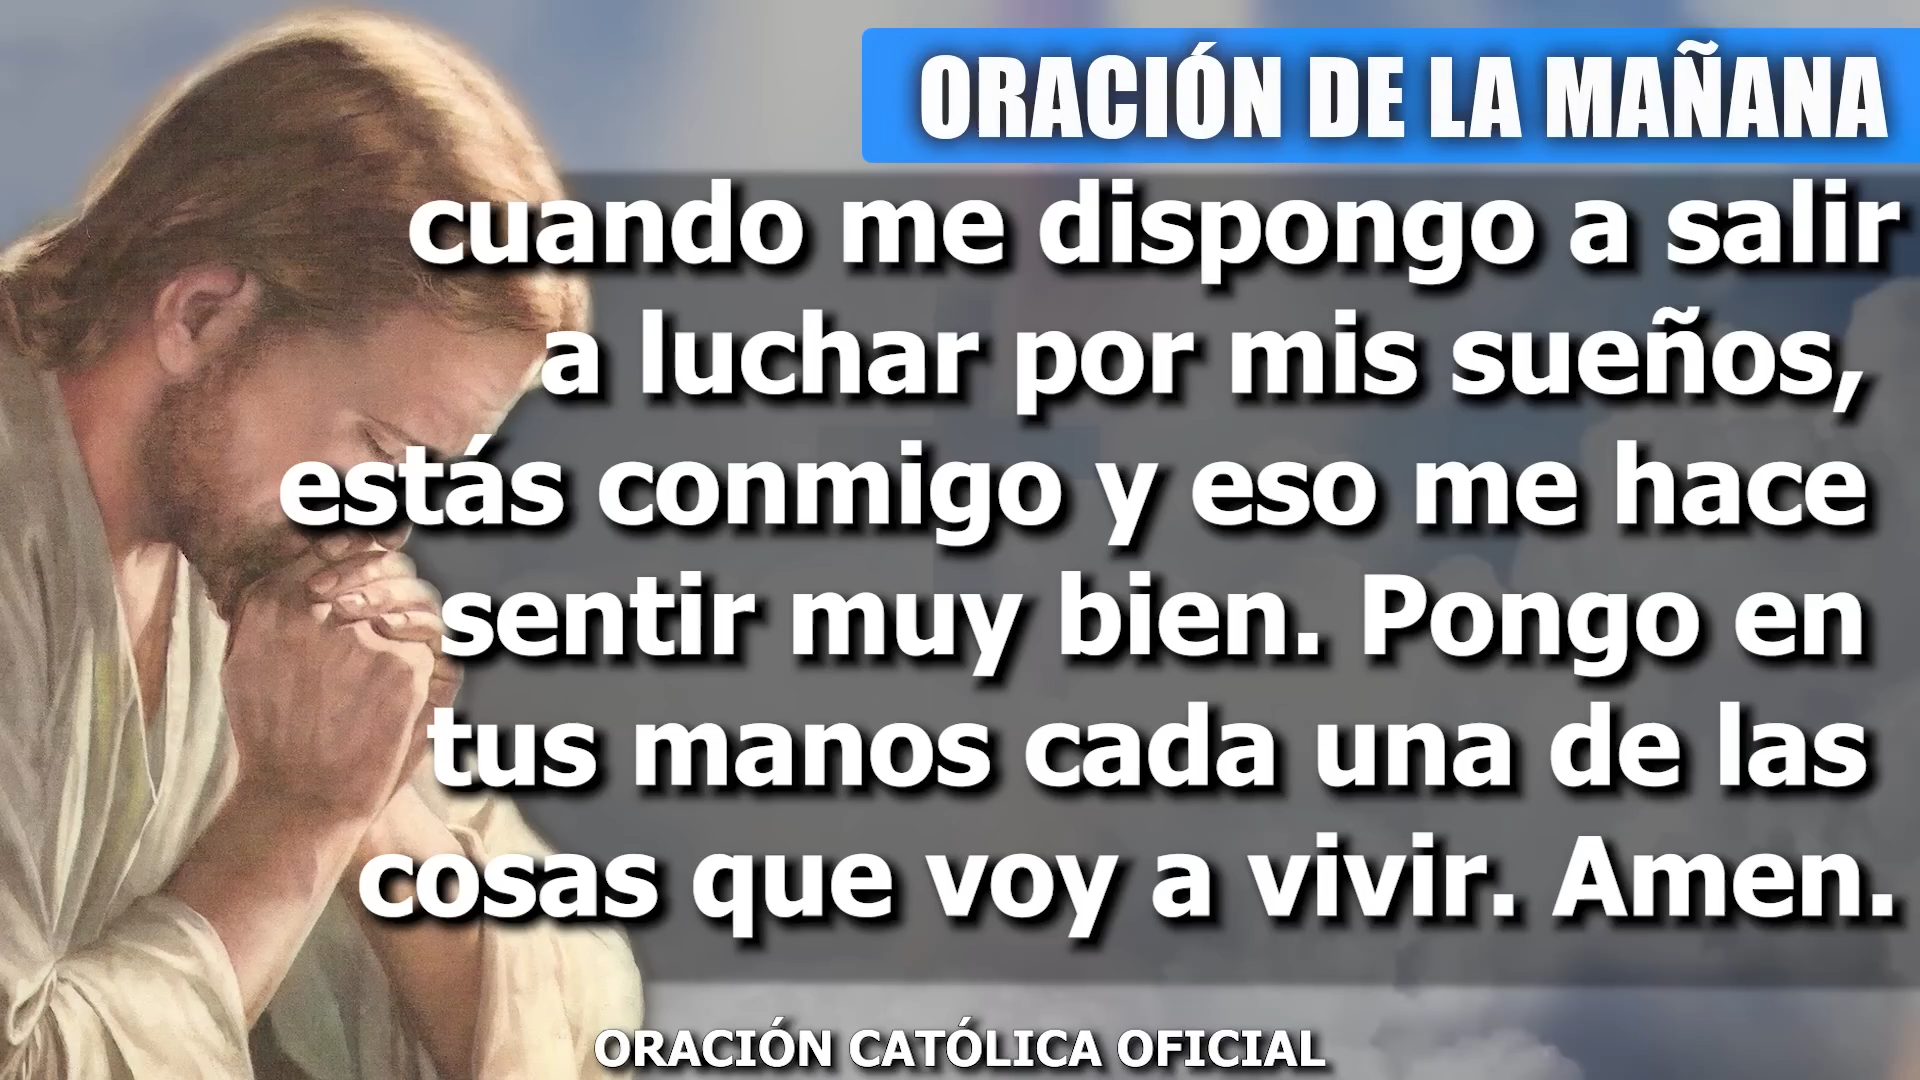 ORACIÓN DE LA MAÑANA
cuando me dispongo a salir
a luchar por mis sueños,
estás conmigo y eso me hace
sentir muy bien. Pongo en
tus manos cada una de las
cosas que voy a vivir. Amen.
ORACIÓN CATÓLICA OFICIAL